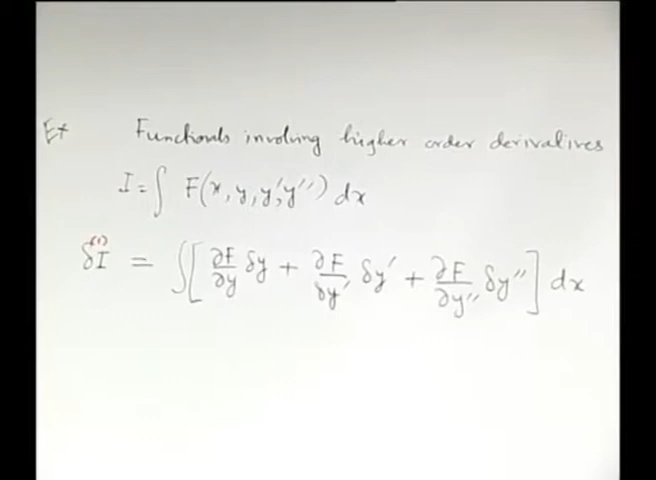 Ex Functionals involving higher order derivatives
I = ∫ F(x, y, y', y'') dx
δ⁽¹⁾I = ∫ [ ∂F/∂y δy + ∂F/∂y' δy' + ∂F/∂y'' δy'' ] dx